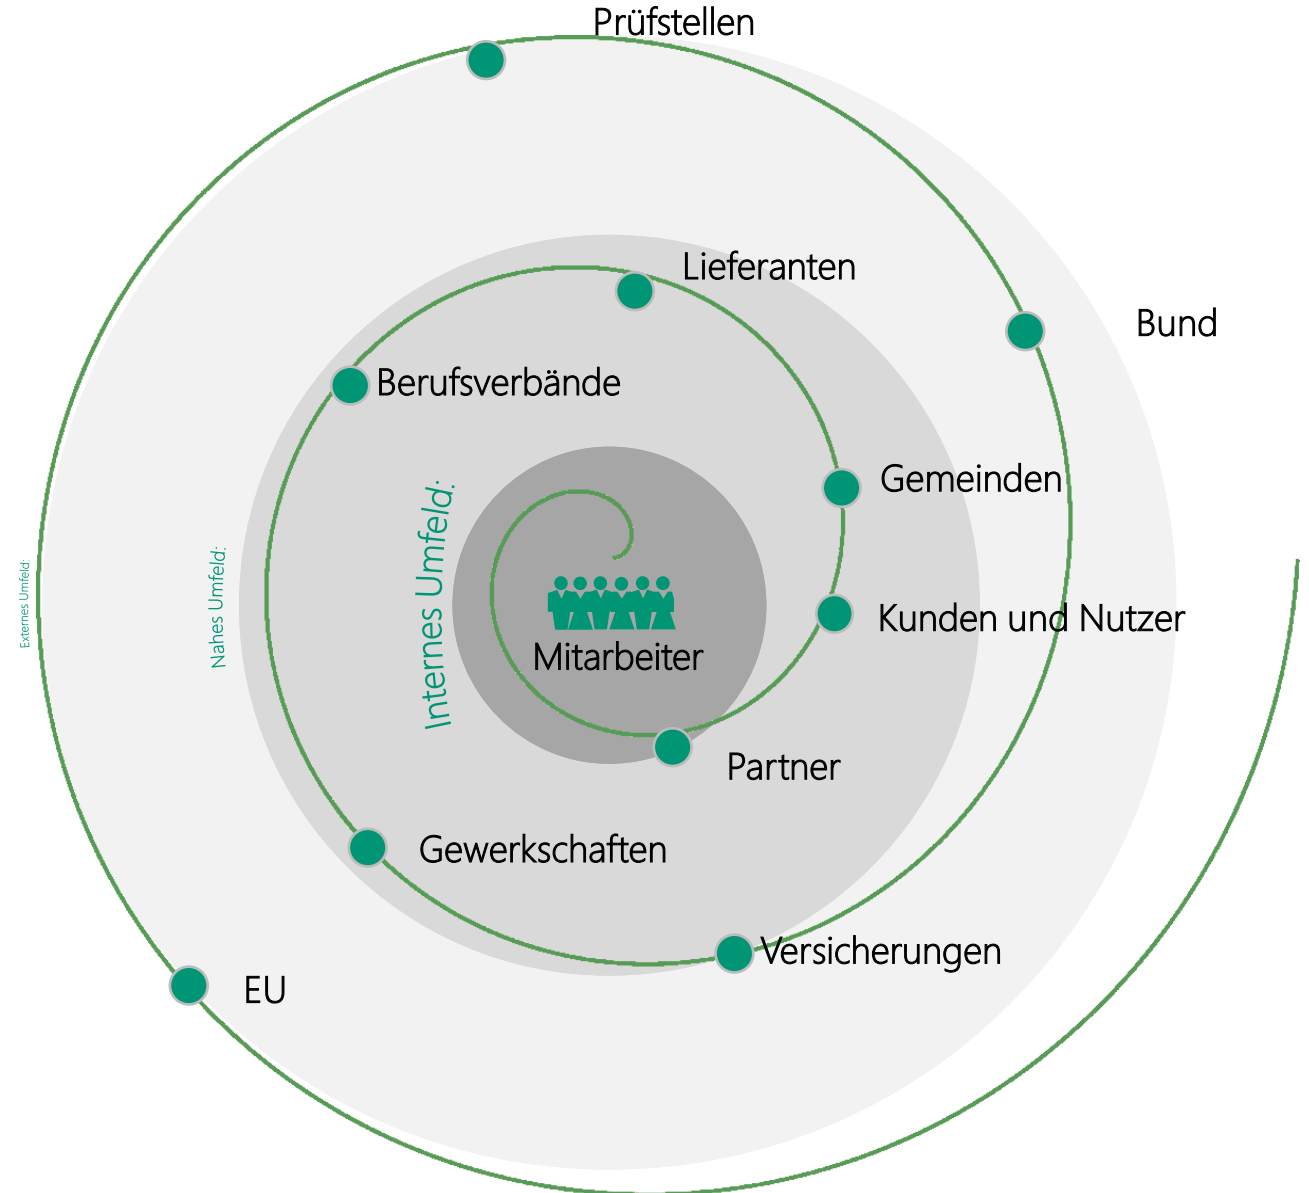 Prüfstellen
Lieferanten
Bund
Berufsverbände
Gemeinden
Internes Umfeld:
Nahes Umfeld:
Externes Umfeld:
Kunden und Nutzer
Mitarbeiter
Partner
Gewerkschaften
Versicherungen
EU